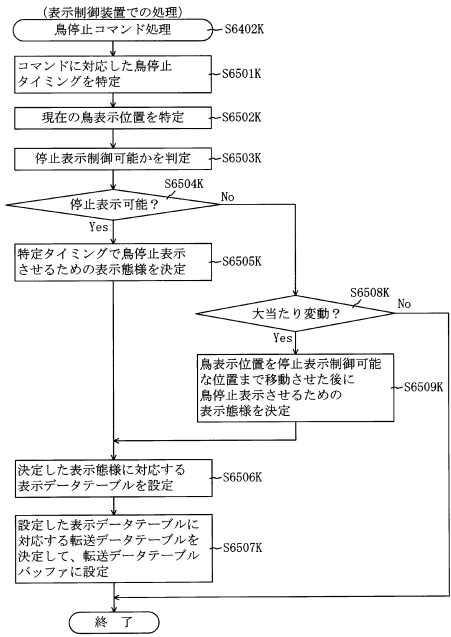 (表示制御装置での処理)
鳥停止コマンド処理
S6402K
コマンドに対応した鳥停止
タイミングを特定
S6501K
現在の鳥表示位置を特定
S6502K
停止表示制御可能かを判定
S6503K
停止表示可能?
S6504K
No
Yes
特定タイミングで鳥停止表示
させるための表示態様を決定
S6505K
大当たり変動?
S6508K
No
Yes
鳥表示位置を停止表示制御可能
な位置まで移動させた後に
鳥停止表示させるための
表示態様を決定
S6509K
決定した表示態様に対応する
表示データテーブルを設定
S6506K
設定した表示データテーブルに
対応する転送データテーブルを
決定して、転送データテーブル
バッファに設定
S6507K
終 了